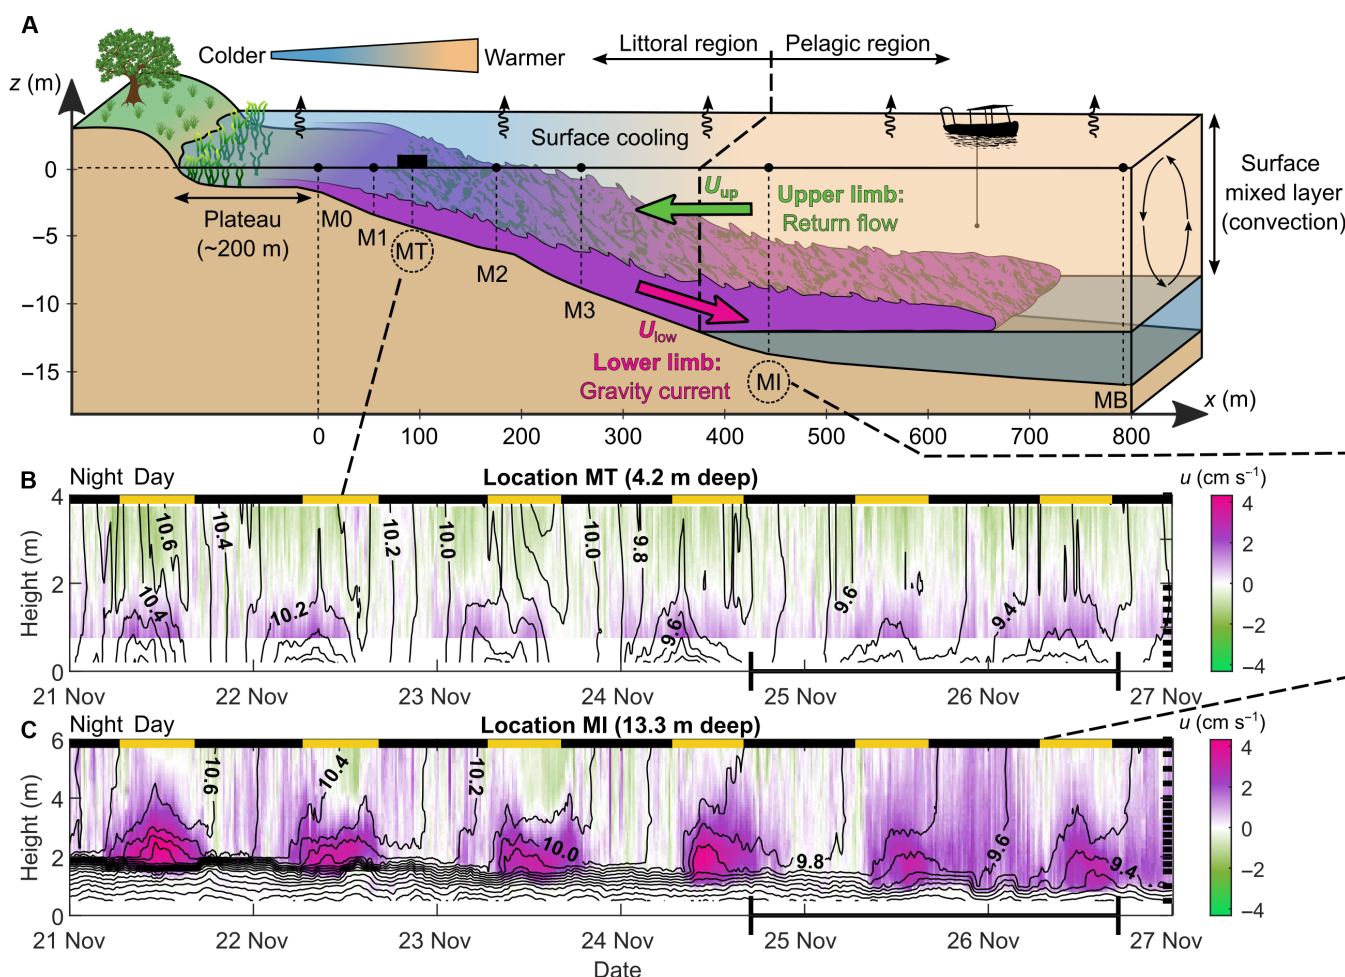 A
Colder
Warmer
Littoral region
Pelagic region
z (m)
Surface cooling
Surface
mixed layer
(convection)
0
−5
−10
−15
Plateau
(~200 m)
M0
M1
MT
M2
M3
MI
MB
U_up
Upper limb:
Return flow
U_low
Lower limb:
Gravity current
x (m)
0 100 200 300 400 500 600 700 800
B
Night Day
Location MT (4.2 m deep)
u (cm s⁻¹)
Height (m)
4
2
0
10.6
10.4
10.4
10.2
10.2
10.0
10.0
9.8
9.6
9.6
9.4
4
2
0
−2
−4
21 Nov 22 Nov 23 Nov 24 Nov 25 Nov 26 Nov 27 Nov
C
Night Day
Location MI (13.3 m deep)
u (cm s⁻¹)
Height (m)
6
4
2
0
10.6
10.4
10.2
10.0
9.8
9.6
9.4
4
2
0
−2
−4
21 Nov 22 Nov 23 Nov 24 Nov 25 Nov 26 Nov 27 Nov
Date